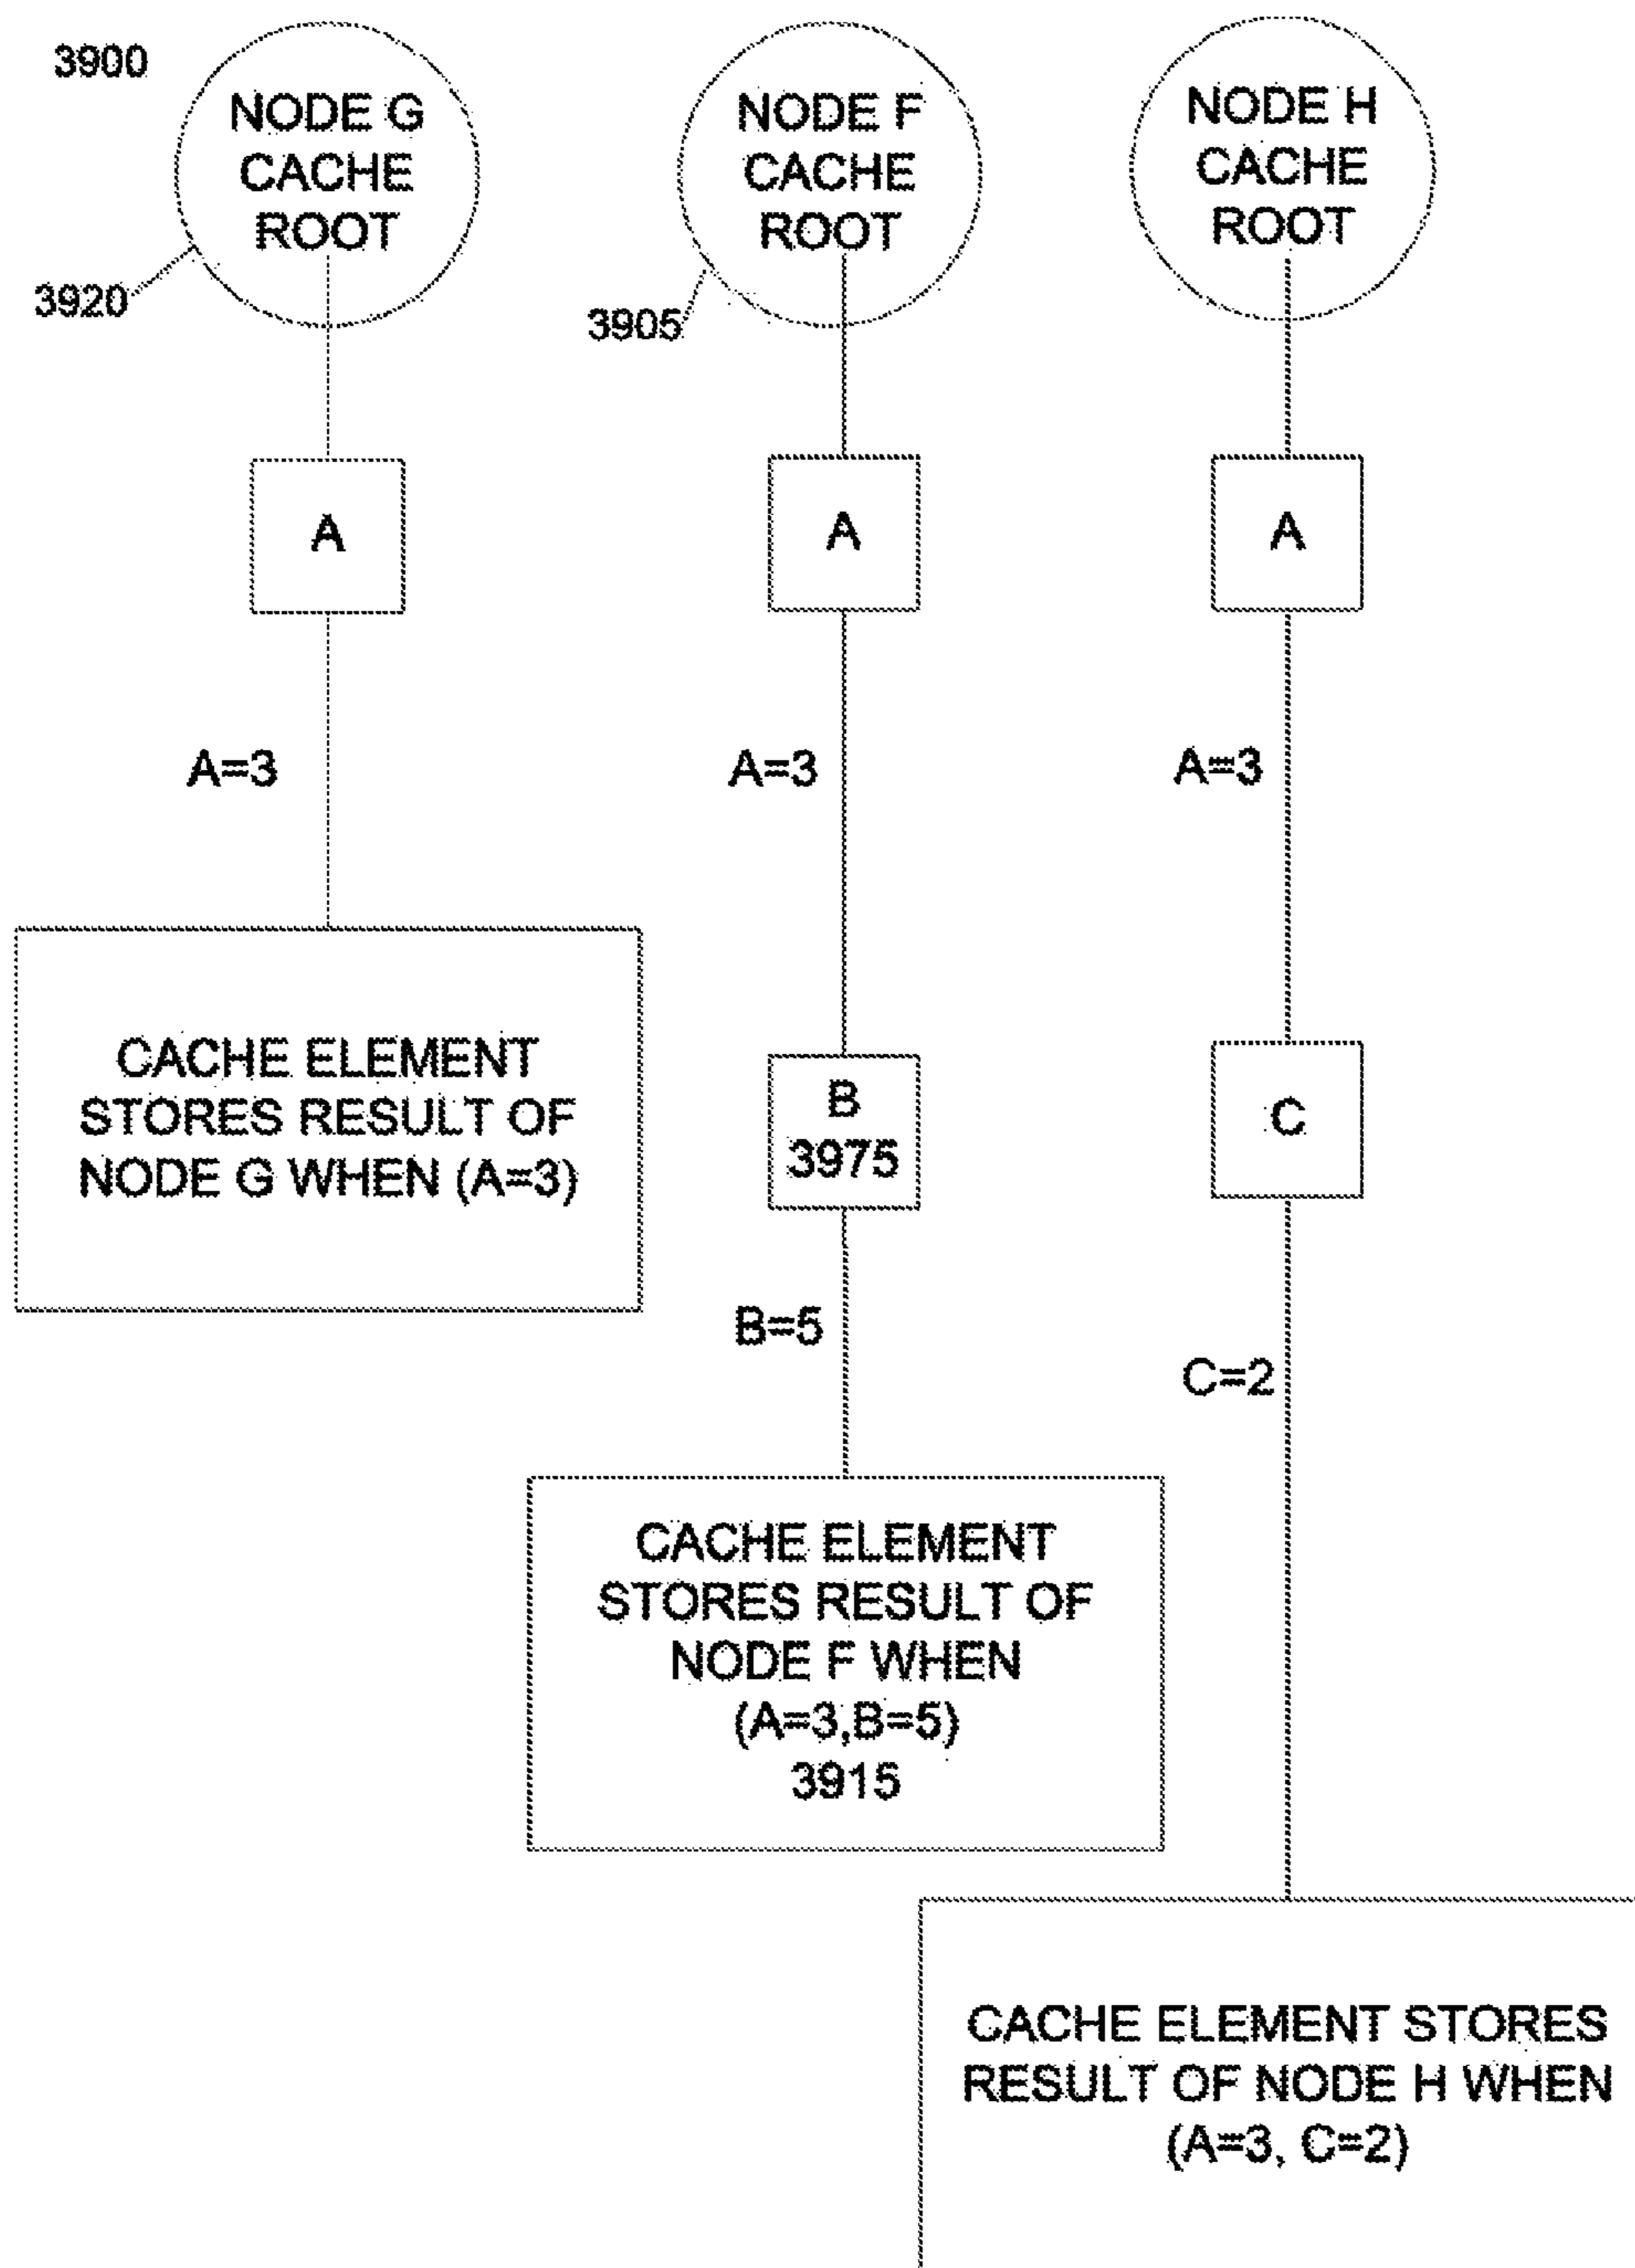 3900
NODE G
CACHE
ROOT
3920
NODE F
CACHE
ROOT
3905
NODE H
CACHE
ROOT
A
A
A
A=3
A=3
A=3
CACHE ELEMENT
STORES RESULT OF
NODE G WHEN (A=3)
B
3975
C
B=5
C=2
CACHE ELEMENT
STORES RESULT OF
NODE F WHEN
(A=3,B=5)
3915
CACHE ELEMENT STORES
RESULT OF NODE H WHEN
(A=3, C=2)